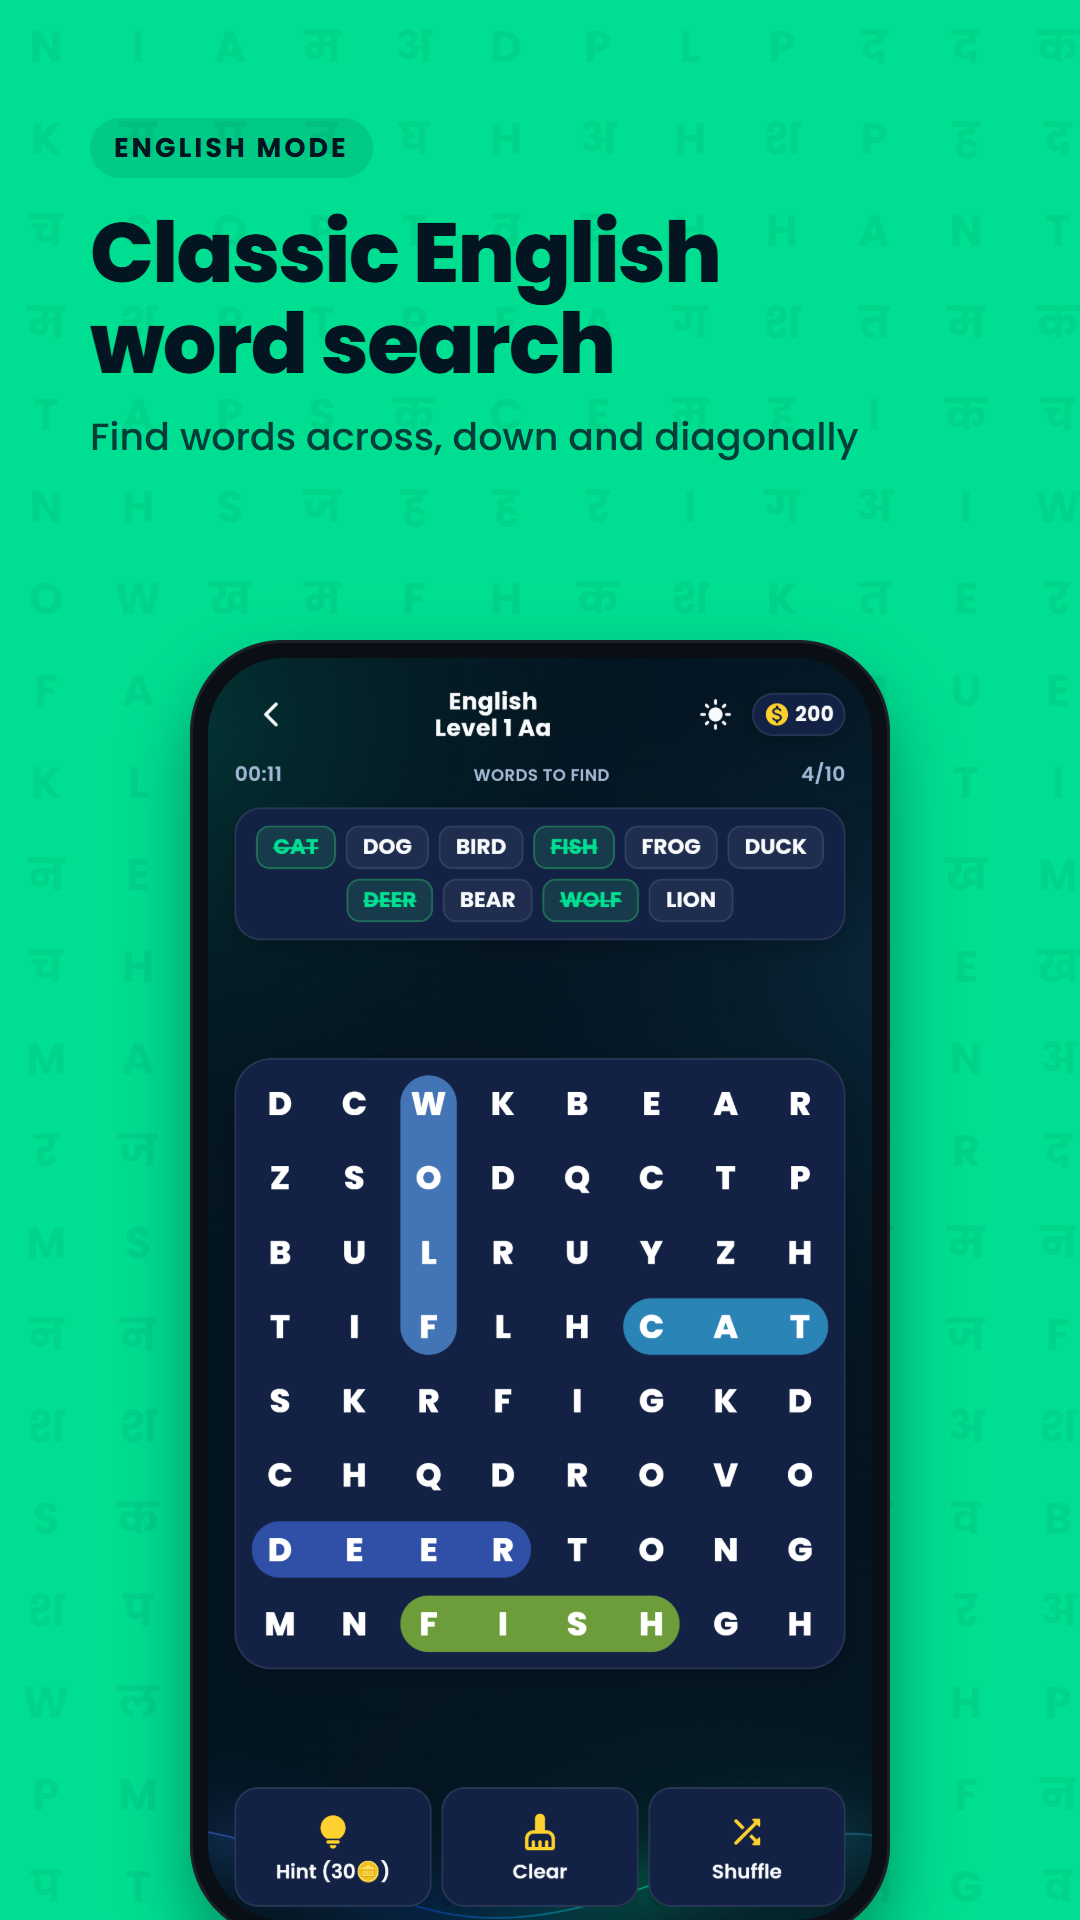 ENGLISH MODE
Classic English
word search
Find words across, down and diagonally
English
Level 1 Aa
200
00:11 WORDS TO FIND 4/10
CAT DOG BIRD FISH FROG DUCK
DEER BEAR WOLF LION
D C W K B E A R
Z S O D Q C T P
B U L R U Y Z H
T I F L H C A T
S K R F I G K D
C H Q D R O V O
D E E R T O N G
M N F I S H G H
Hint (30🪙) Clear Shuffle